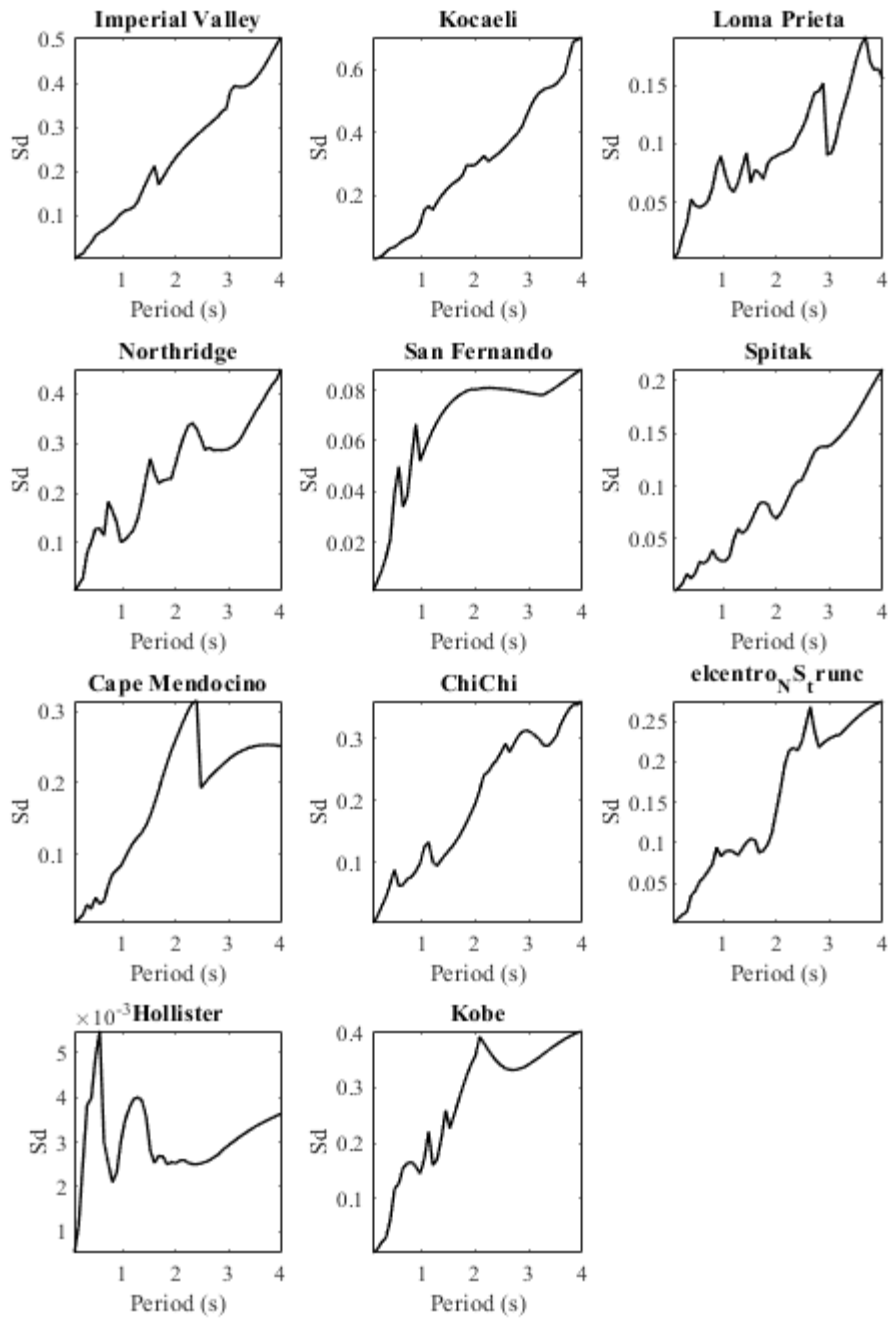 Imperial Valley
0.5
0.4
0.3
0.2
0.1
Sd
1 2 3 4
Period (s)
Kocaeli
0.6
0.4
0.2
Sd
1 2 3 4
Period (s)
Loma Prieta
0.15
0.1
0.05
Sd
1 2 3 4
Period (s)
Northridge
0.4
0.3
0.2
0.1
Sd
1 2 3 4
Period (s)
San Fernando
0.08
0.06
0.04
0.02
Sd
1 2 3 4
Period (s)
Spitak
0.2
0.15
0.1
0.05
Sd
1 2 3 4
Period (s)
Cape Mendocino
0.3
0.2
0.1
Sd
1 2 3 4
Period (s)
ChiChi
0.3
0.2
0.1
Sd
1 2 3 4
Period (s)
elcentro_NS_trunc
0.25
0.2
0.15
0.1
0.05
Sd
1 2 3 4
Period (s)
×10⁻³ Hollister
5
4
3
2
1
Sd
1 2 3 4
Period (s)
Kobe
0.4
0.3
0.2
0.1
Sd
1 2 3 4
Period (s)